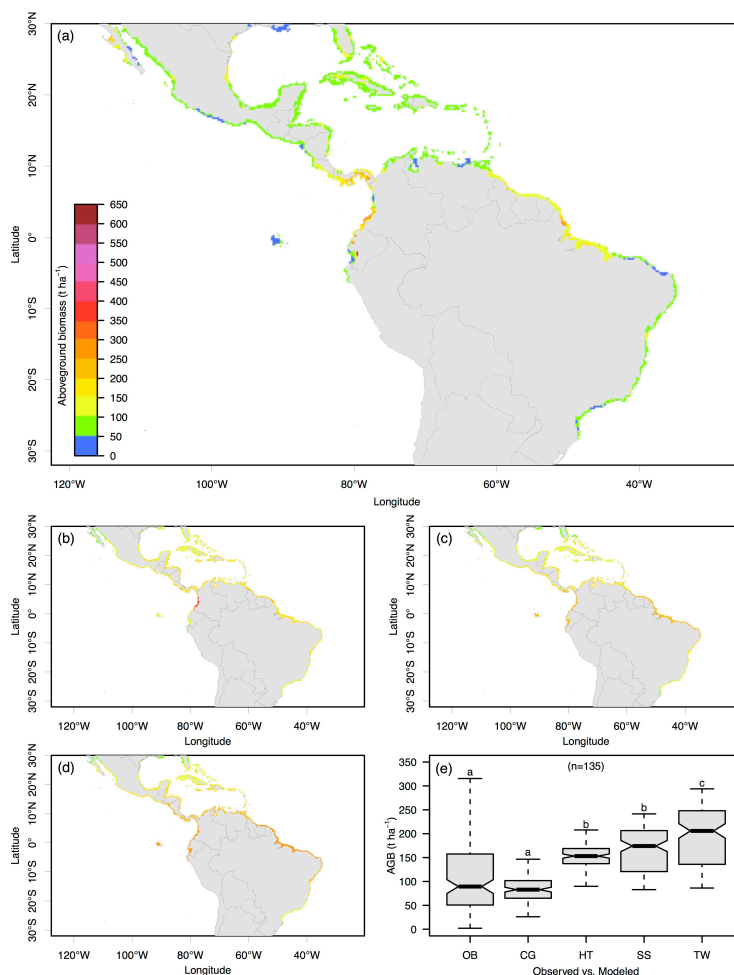 (a)
30°N
20°N
10°N
0°
10°S
20°S
30°S
Latitude
Aboveground biomass (t ha⁻¹)
650
600
550
500
450
400
350
300
250
200
150
100
50
0
120°W 100°W 80°W 60°W 40°W
Longitude
(b)
30°N
20°N
10°N
0°
10°S
20°S
30°S
Latitude
120°W 100°W 80°W 60°W 40°W
Longitude
(c)
30°N
20°N
10°N
0°
10°S
20°S
30°S
Latitude
120°W 100°W 80°W 60°W 40°W
Longitude
(d)
30°N
20°N
10°N
0°
10°S
20°S
30°S
Latitude
120°W 100°W 80°W 60°W 40°W
Longitude
(e)
(n=135)
AGB (t ha⁻¹)
350
300
250
200
150
100
50
0
a a b b c
OB CG HT SS TW
Observed vs. Modeled